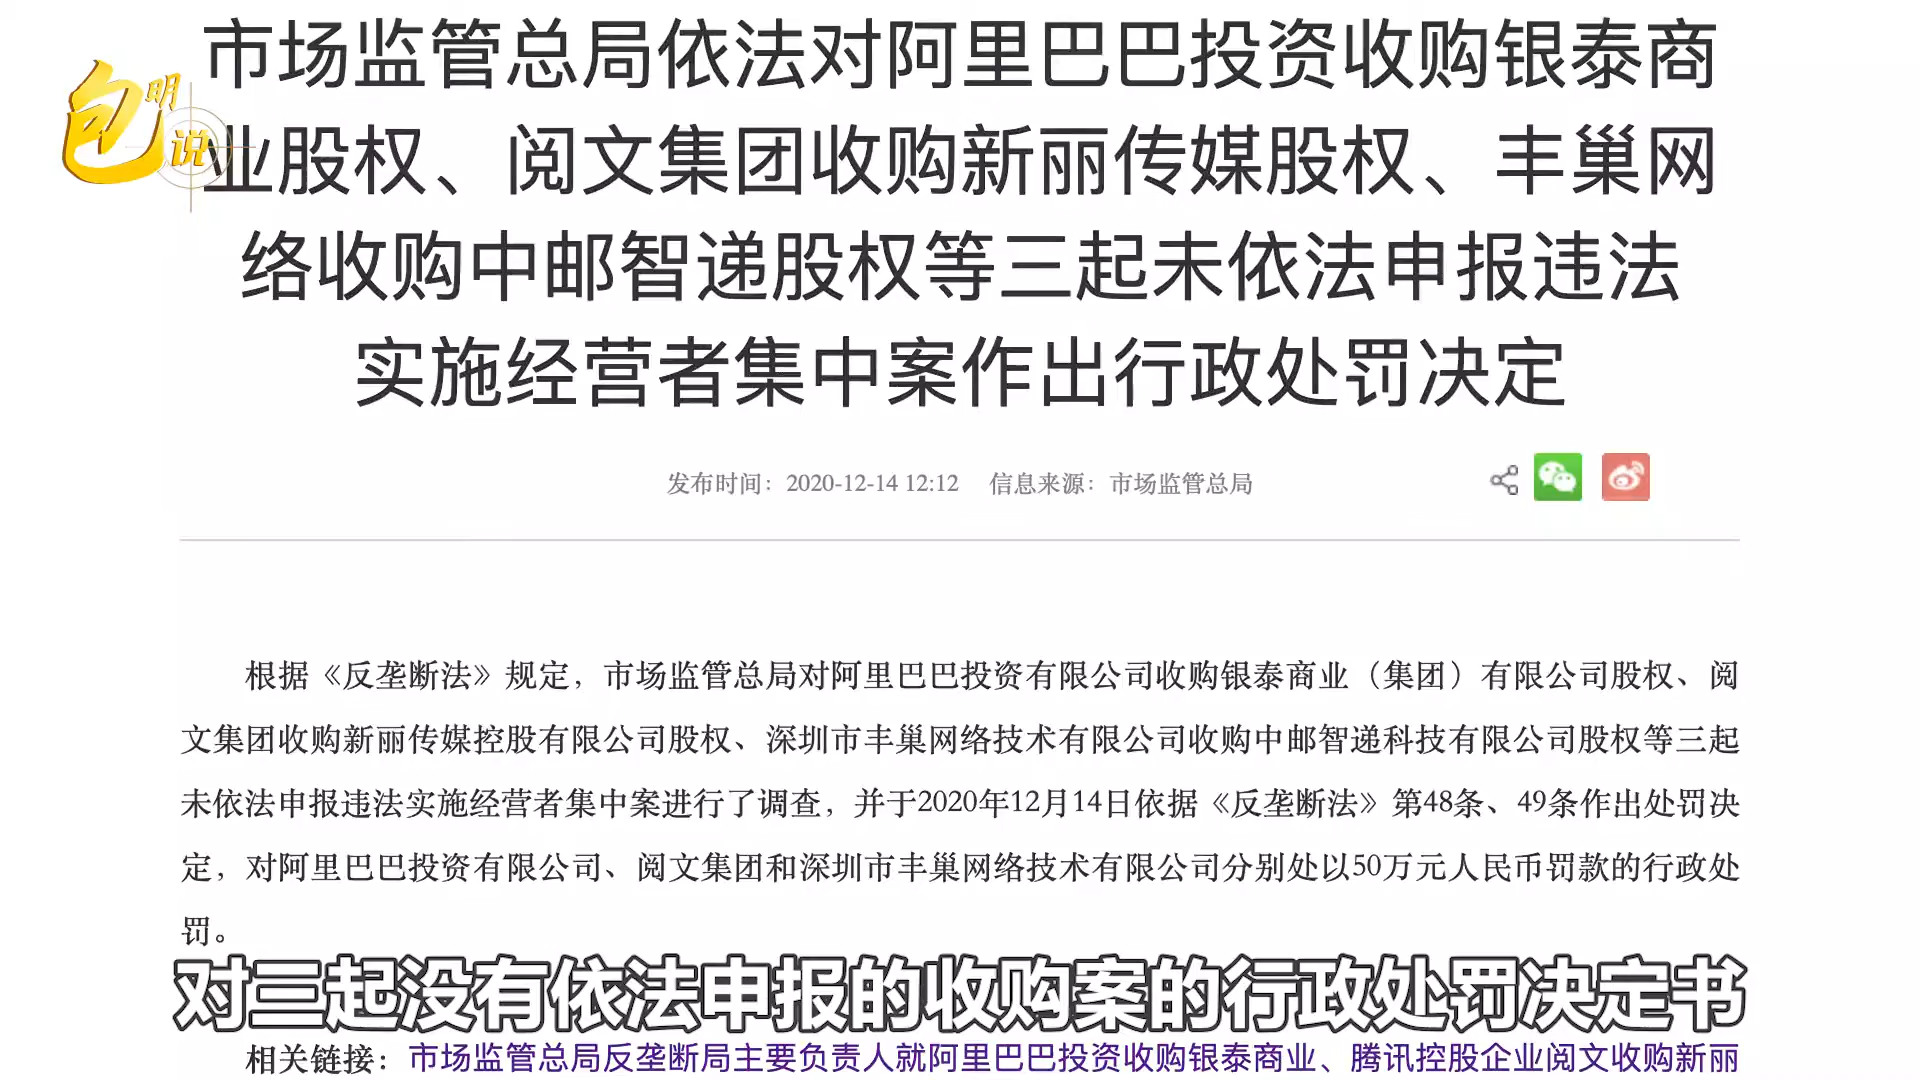 包明说
市场监管总局依法对阿里巴巴投资收购银泰商
业股权、阅文集团收购新丽传媒股权、丰巢网
络收购中邮智递股权等三起未依法申报违法
实施经营者集中案作出行政处罚决定
发布时间：2020-12-14 12:12 信息来源：市场监管总局
根据《反垄断法》规定，市场监管总局对阿里巴巴投资有限公司收购银泰商业（集团）有限公司股权、阅
文集团收购新丽传媒控股有限公司股权、深圳市丰巢网络技术有限公司收购中邮智递科技有限公司股权等三起
未依法申报违法实施经营者集中案进行了调查，并于2020年12月14日依据《反垄断法》第48条、49条作出处罚决
定，对阿里巴巴投资有限公司、阅文集团和深圳市丰巢网络技术有限公司分别处以50万元人民币罚款的行政处
罚。
对三起没有依法申报的收购案的行政处罚决定书
相关链接：市场监管总局反垄断局主要负责人就阿里巴巴投资收购银泰商业、腾讯控股企业阅文收购新丽